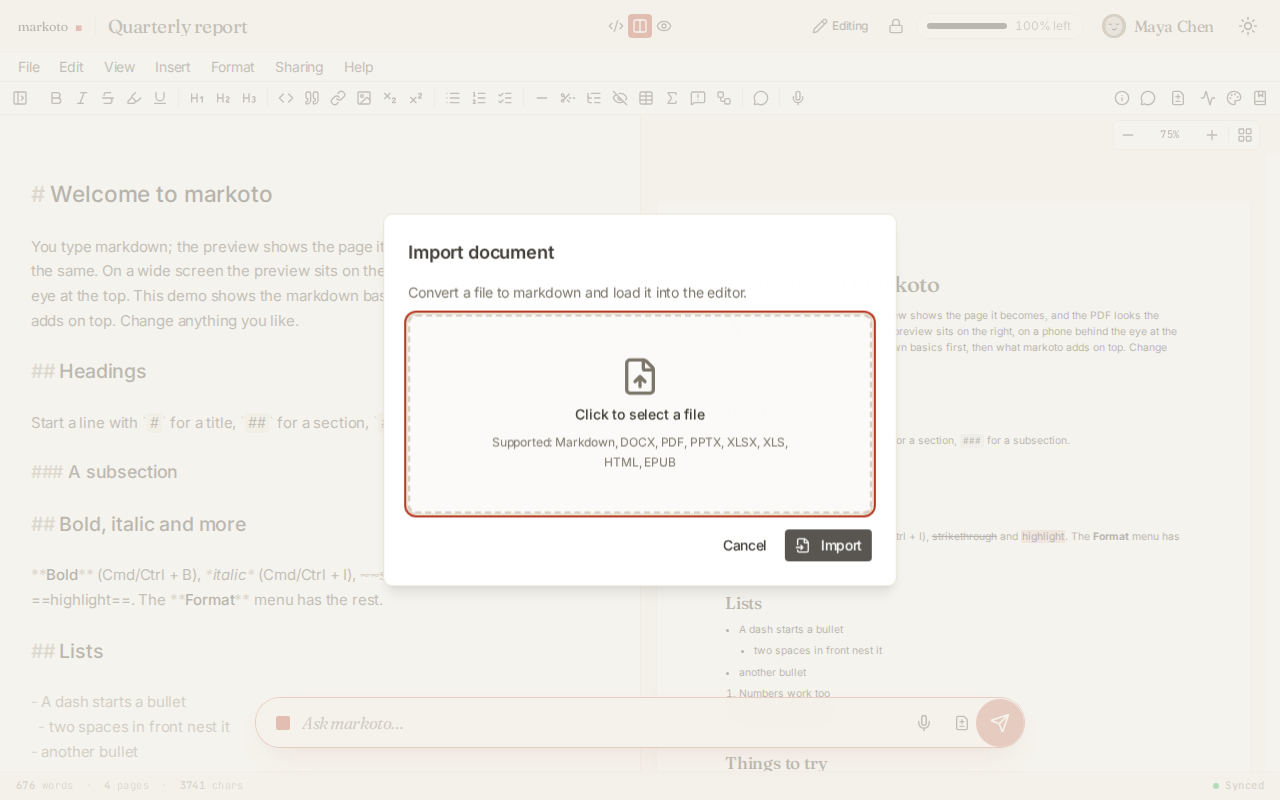 markoto
Quarterly report
Editing
100% left
Maya Chen
File Edit View Insert Format Sharing Help
H1 H2 H3
75%
# Welcome to markoto
You type markdown; the preview shows the page it
the same. On a wide screen the preview sits on the
eye at the top. This demo shows the markdown bas
adds on top. Change anything you like.
## Headings
Start a line with `#` for a title, `##` for a section, `
### A subsection
## Bold, italic and more
**Bold** (Cmd/Ctrl + B), *italic* (Cmd/Ctrl + I), ~~s
==highlight==. The **Format** menu has the rest.
## Lists
- A dash starts a bullet
- two spaces in front nest it
- another bullet
Import document
Convert a file to markdown and load it into the editor.
Click to select a file
Supported: Markdown, DOCX, PDF, PPTX, XLSX, XLS,
HTML, EPUB
Cancel
Import
koto
w shows the page it becomes, and the PDF looks the
preview sits on the right, on a phone behind the eye at the
n basics first, then what markoto adds on top. Change
or a section, ### for a subsection.
trl + I), strikethrough and highlight. The Format menu has
Lists
• A dash starts a bullet
• two spaces in front nest it
• another bullet
1. Numbers work too
Things to try
Ask markoto...
676 words · 4 pages · 3741 chars
Synced